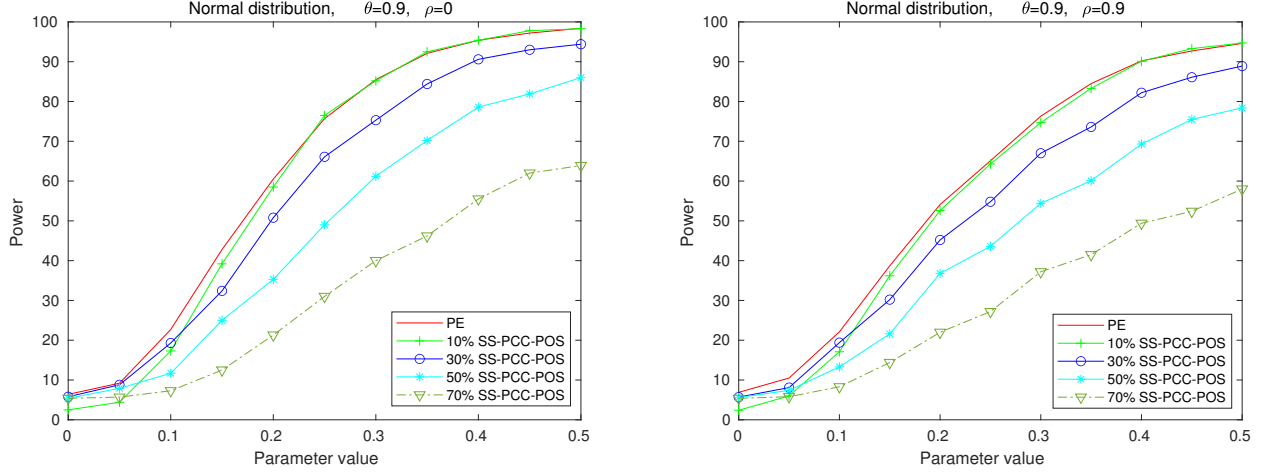 Normal distribution, θ=0.9, ρ=0
100
90
80
70
60
50
40
30
20
10
0
Power
0 0.1 0.2 0.3 0.4 0.5
Parameter value
PE
10% SS-PCC-POS
30% SS-PCC-POS
50% SS-PCC-POS
70% SS-PCC-POS
Normal distribution, θ=0.9, ρ=0.9
100
90
80
70
60
50
40
30
20
10
0
Power
0 0.1 0.2 0.3 0.4 0.5
Parameter value
PE
10% SS-PCC-POS
30% SS-PCC-POS
50% SS-PCC-POS
70% SS-PCC-POS